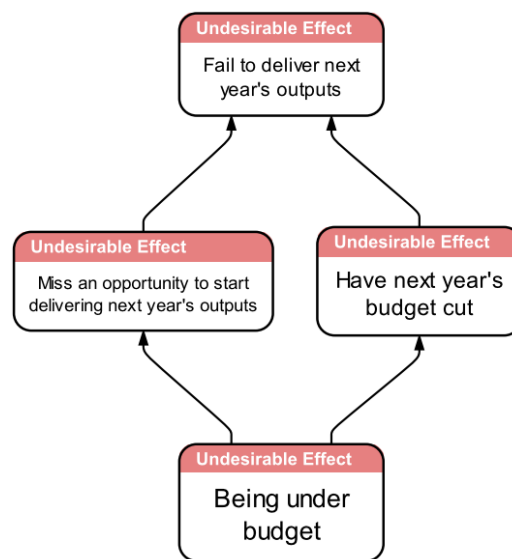 Undesirable Effect
Fail to deliver next
year's outputs
Undesirable Effect
Miss an opportunity to start
delivering next year's outputs
Undesirable Effect
Have next year's
budget cut
Undesirable Effect
Being under
budget